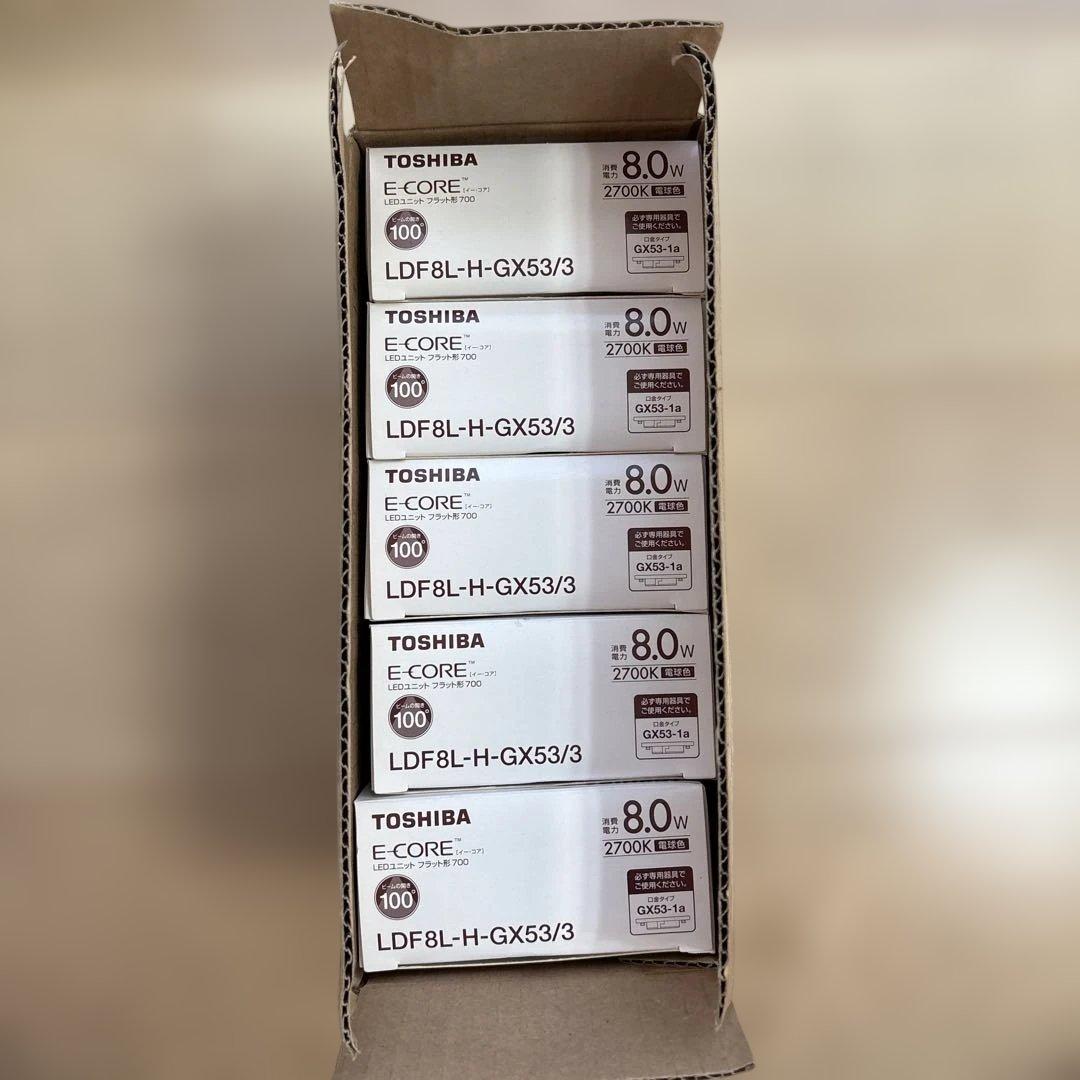 TOSHIBA
消費電力 8.0W
E-CORE™ [イー・コア]
2700K 電球色
LEDユニット フラット形 700
ビームの開き
100°
必ず専用器具で
ご使用ください。
口金タイプ
GX53-1a
LDF8L-H-GX53/3
TOSHIBA
消費電力 8.0W
E-CORE™ [イー・コア]
2700K 電球色
LEDユニット フラット形 700
ビームの開き
100°
必ず専用器具で
ご使用ください。
口金タイプ
GX53-1a
LDF8L-H-GX53/3
TOSHIBA
消費電力 8.0W
E-CORE™ [イー・コア]
2700K 電球色
LEDユニット フラット形 700
ビームの開き
100°
必ず専用器具で
ご使用ください。
口金タイプ
GX53-1a
LDF8L-H-GX53/3
TOSHIBA
消費電力 8.0W
E-CORE™ [イー・コア]
2700K 電球色
LEDユニット フラット形 700
ビームの開き
100°
必ず専用器具で
ご使用ください。
口金タイプ
GX53-1a
LDF8L-H-GX53/3
TOSHIBA
消費電力 8.0W
E-CORE™ [イー・コア]
2700K 電球色
LEDユニット フラット形 700
ビームの開き
100°
必ず専用器具で
ご使用ください。
口金タイプ
GX53-1a
LDF8L-H-GX53/3